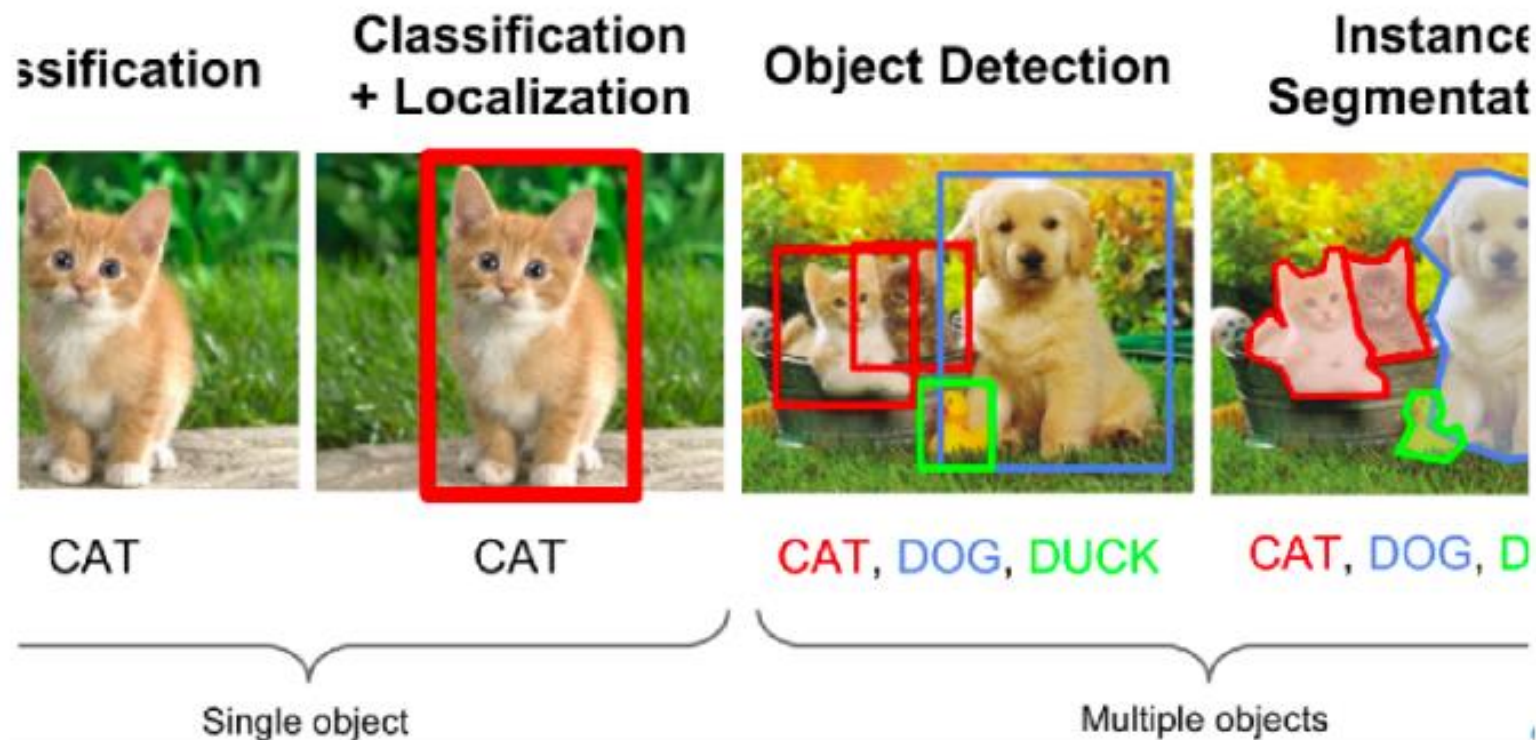 ssification
Classification
+ Localization
Object Detection
Instance
Segmentat
CAT
CAT
CAT, DOG, DUCK
CAT, DOG, D
Single object
Multiple objects